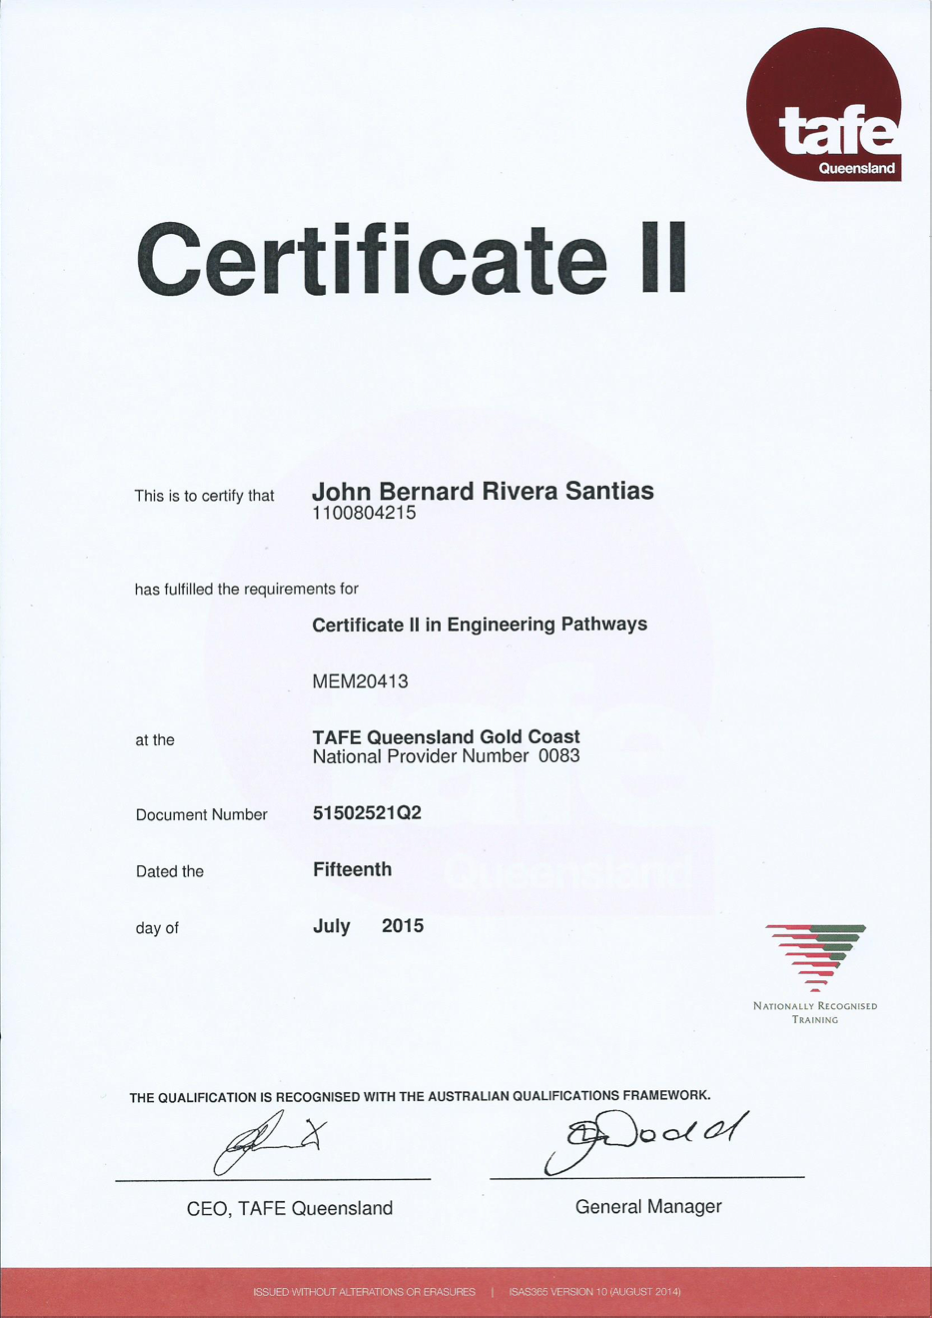 tafe
Queensland
Certificate II
This is to certify that John Bernard Rivera Santias
1100804215
has fulfilled the requirements for
Certificate II in Engineering Pathways
MEM20413
at the TAFE Queensland Gold Coast
National Provider Number 0083
Document Number 51502521Q2
Dated the Fifteenth
day of July 2015
tafe
Queensland
NATIONALLY RECOGNISED
TRAINING
THE QUALIFICATION IS RECOGNISED WITH THE AUSTRALIAN QUALIFICATIONS FRAMEWORK.
CEO, TAFE Queensland
General Manager
ISSUED WITHOUT ALTERATIONS OR ERASURES | ISAS365 VERSION 10 (AUGUST 2014)